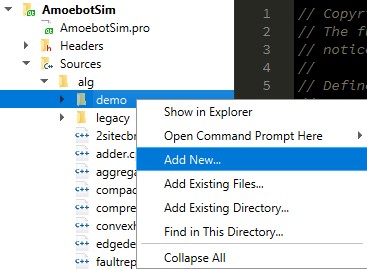 AmoebotSim
AmoebotSim.pro
Headers
Sources
alg
demo
legacy
2sitecb
adder.c
aggrega
compac
compre
convexh
edgede
faultrep
Show in Explorer
Open Command Prompt Here
Add New...
Add Existing Files...
Add Existing Directory...
Find in This Directory...
Collapse All
1 // Copyr
2 // The f
3 // notic
4 //
5 // Defin